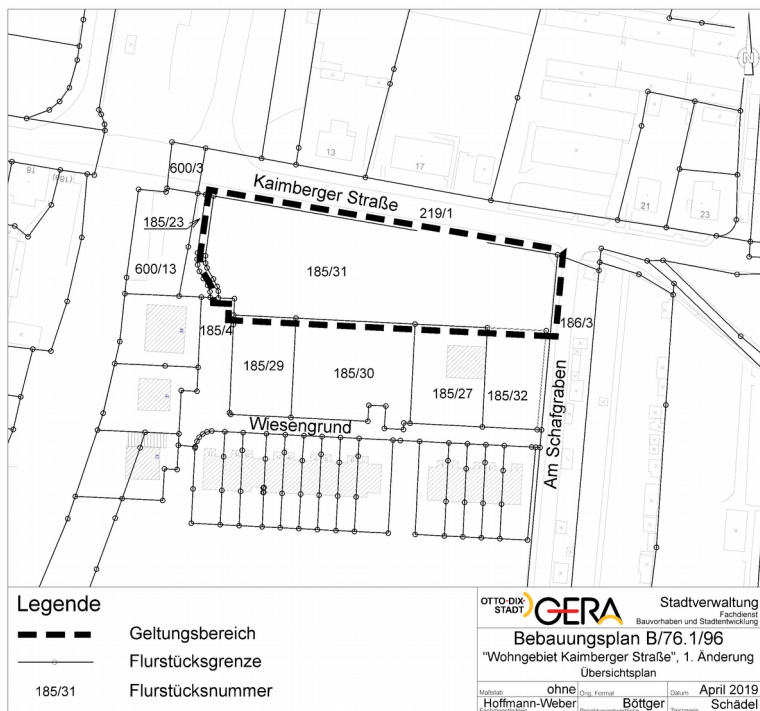 N
13
17
18
(189)
600/3
Kaimberger Straße
219/1
21
23
185/23
600/13
185/31
186/3
185/4
185/29
185/30
185/27
185/32
Wiesengrund
Am Schafgraben
Legende
Geltungsbereich
Flurstücksgrenze
185/31 Flurstücksnummer
OTTO-DIX-
STADT
GERA
Stadtverwaltung
Fachdienst
Bauvorhaben und Stadtentwicklung
Bebauungsplan B/76.1/96
"Wohngebiet Kaimberger Straße", 1. Änderung
Übersichtsplan
Maßstab ohne Orig. Format Datum April 2019
Hoffmann-Weber Böttger Schädel